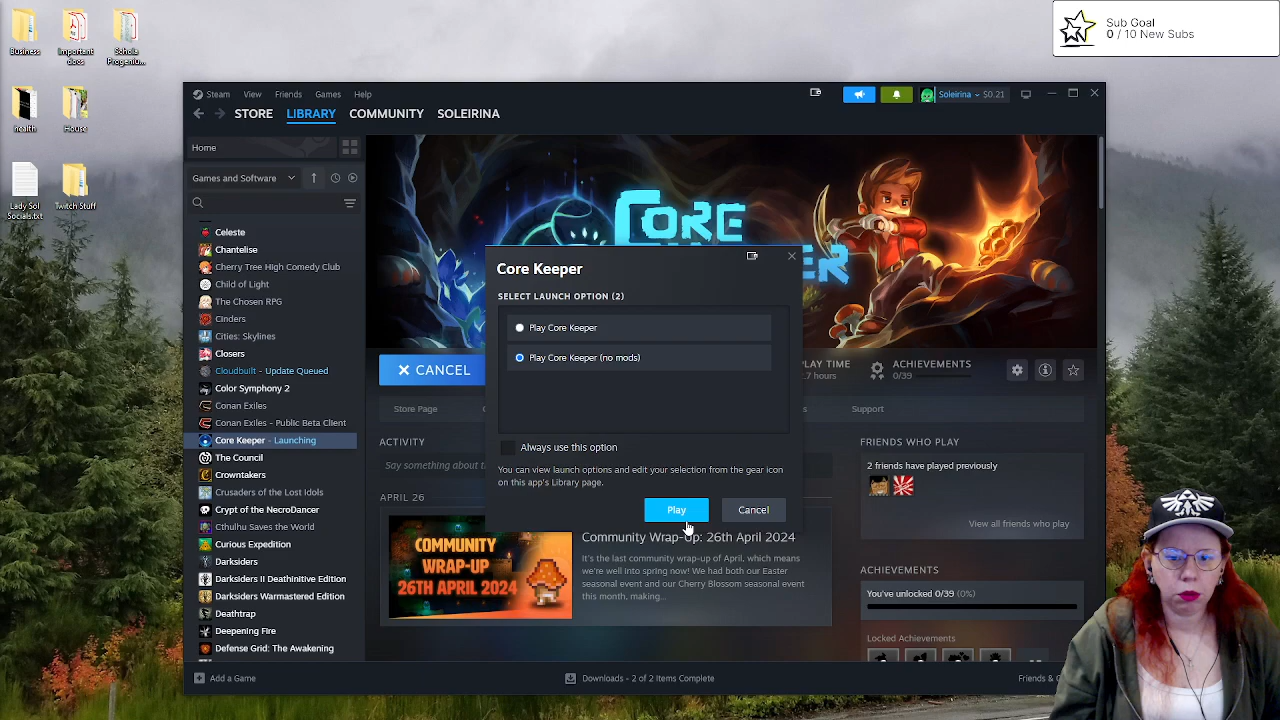 Sub Goal
0 / 10 New Subs
Business
Important docs
Schola Progeniu...
health
House
Lady Sol Socials.txt
Twitch Stuff
Steam View Friends Games Help
Soleirina $0.21
STORE LIBRARY COMMUNITY SOLEIRINA
Home
Games and Software
Celeste
Chantelise
Cherry Tree High Comedy Club
Child of Light
The Chosen RPG
Cinders
Cities: Skylines
Closers
Cloudbuilt - Update Queued
Color Symphony 2
Conan Exiles
Conan Exiles - Public Beta Client
Core Keeper - Launching
The Council
Crowntakers
Crusaders of the Lost Idols
Crypt of the NecroDancer
Cthulhu Saves the World
Curious Expedition
Darksiders
Darksiders II Deathinitive Edition
Darksiders Warmastered Edition
Deathtrap
Deepening Fire
Defense Grid: The Awakening
Add a Game
CORE
Core Keeper
SELECT LAUNCH OPTION (2)
Play Core Keeper
Play Core Keeper (no mods)
Always use this option
You can view launch options and edit your selection from the gear icon
on this app's Library page.
Play Cancel
CANCEL
PLAY TIME
.7 hours
ACHIEVEMENTS
0/39
Store Page
Support
ACTIVITY
Say something about t
APRIL 26
COMMUNITY
WRAP-UP
26TH APRIL 2024
Community Wrap-Up: 26th April 2024
It's the last community wrap-up of April, which means
we're well into spring now! We had both our Easter
seasonal event and our Cherry Blossom seasonal event
this month, making...
FRIENDS WHO PLAY
2 friends have played previously
View all friends who play
ACHIEVEMENTS
You've unlocked 0/39 (0%)
Locked Achievements
Downloads - 2 of 2 Items Complete
Friends & C